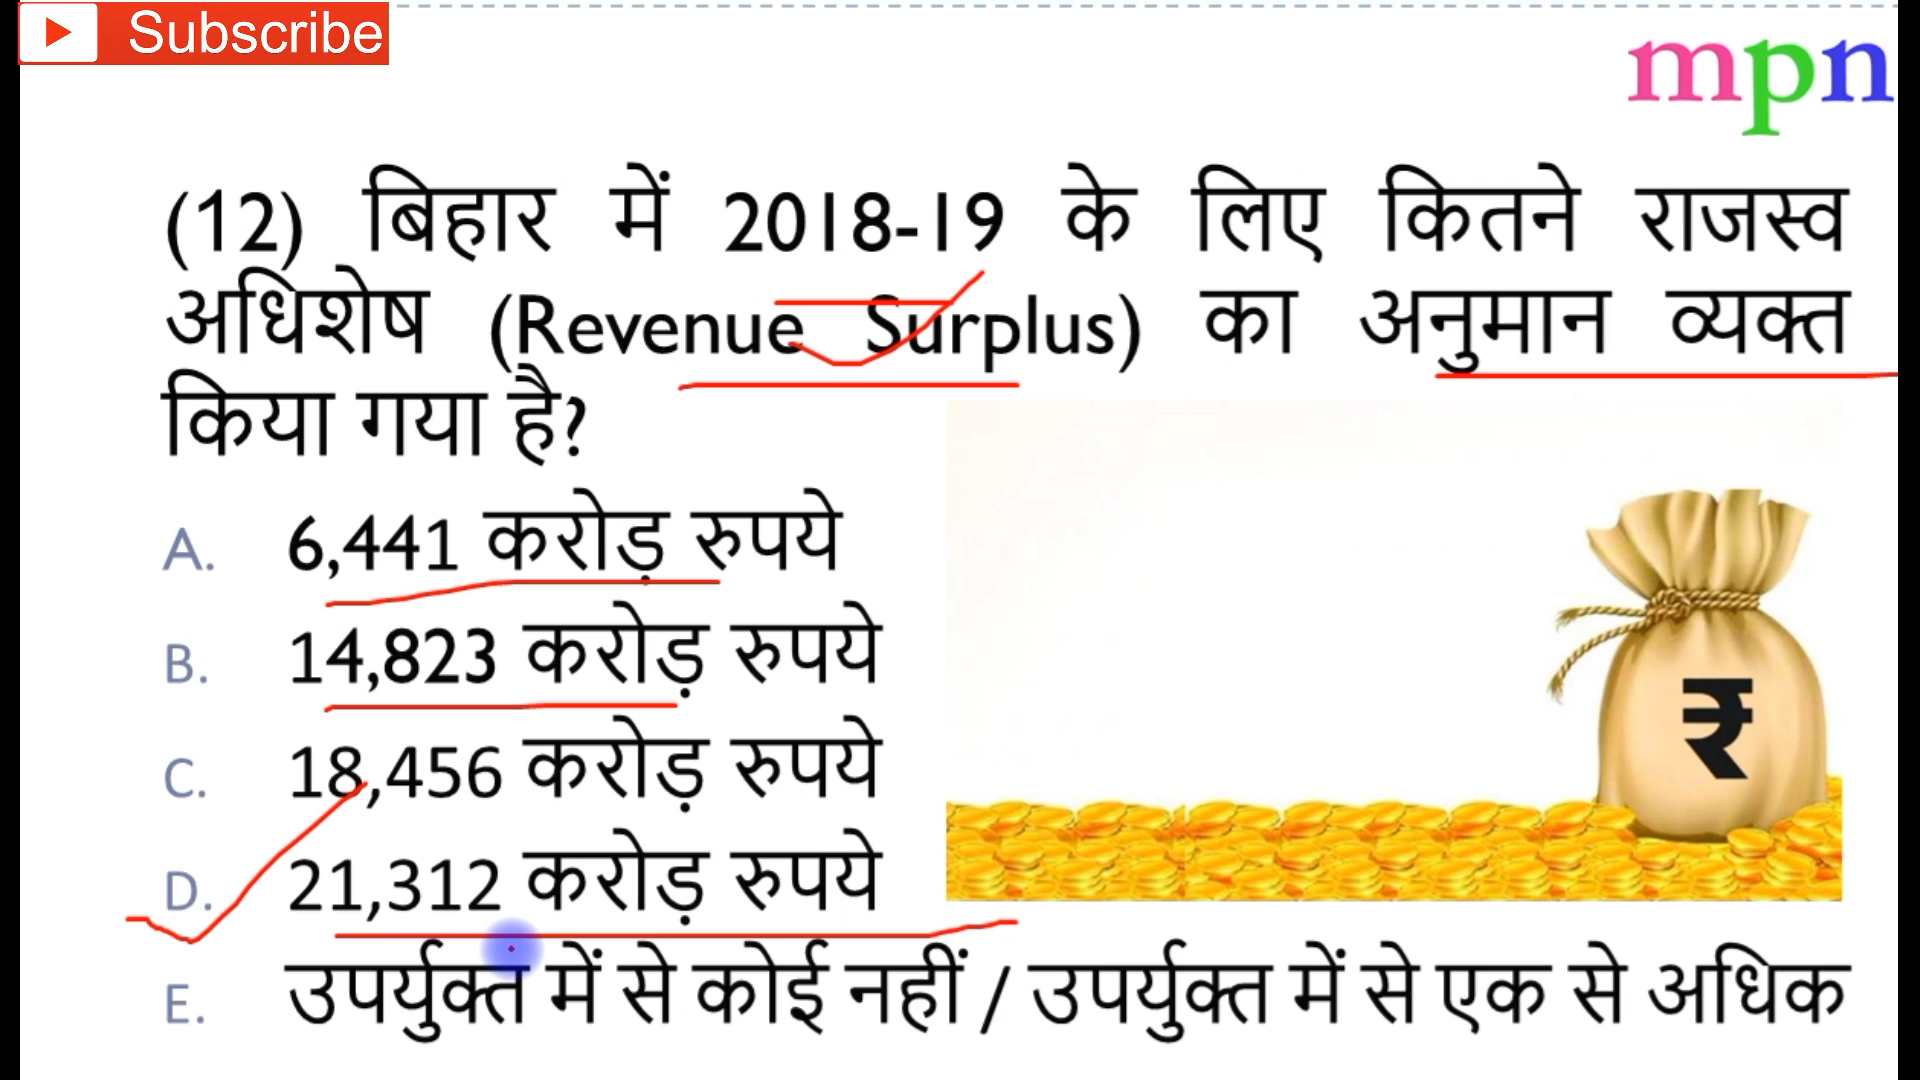 Subscribe
mpn
(12) बिहार में 2018-19 के लिए कितने राजस्व
अधिशेष (Revenue Surplus) का अनुमान व्यक्त
किया गया है?
A. 6,441 करोड़ रुपये
B. 14,823 करोड़ रुपये
C. 18,456 करोड़ रुपये
D. 21,312 करोड़ रुपये
E. उपर्युक्त में से कोई नहीं / उपर्युक्त में से एक से अधिक
₹